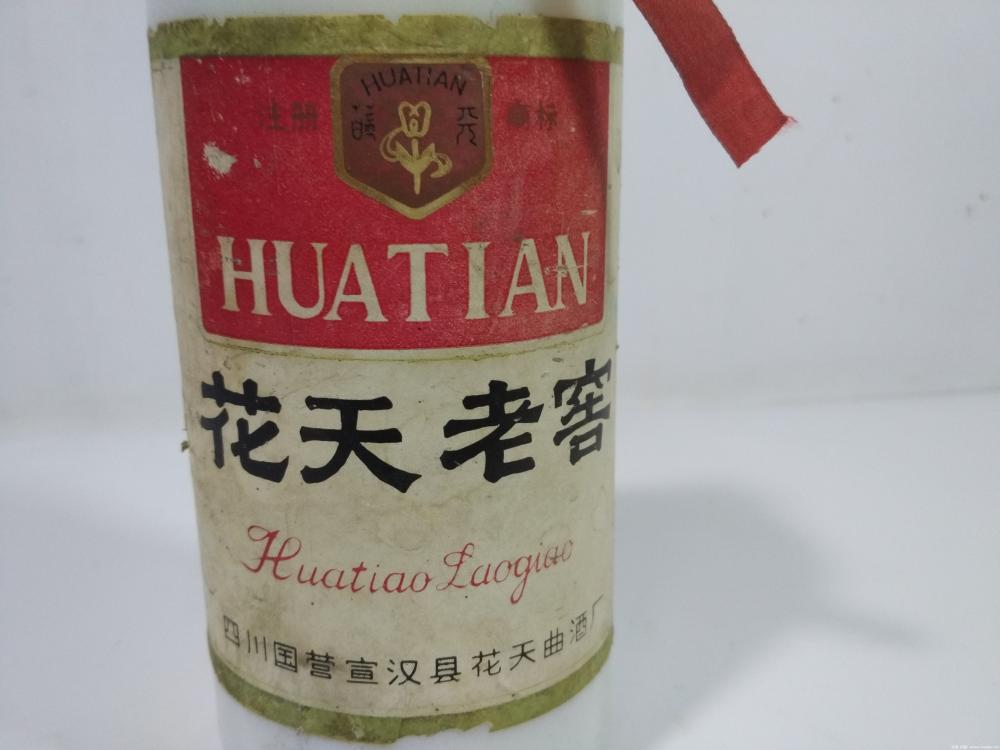 HUATIAN
注册 商标
HUATIAN
花天老窖
Huatiao Laogiao
四川国营宣汉县花天曲酒厂